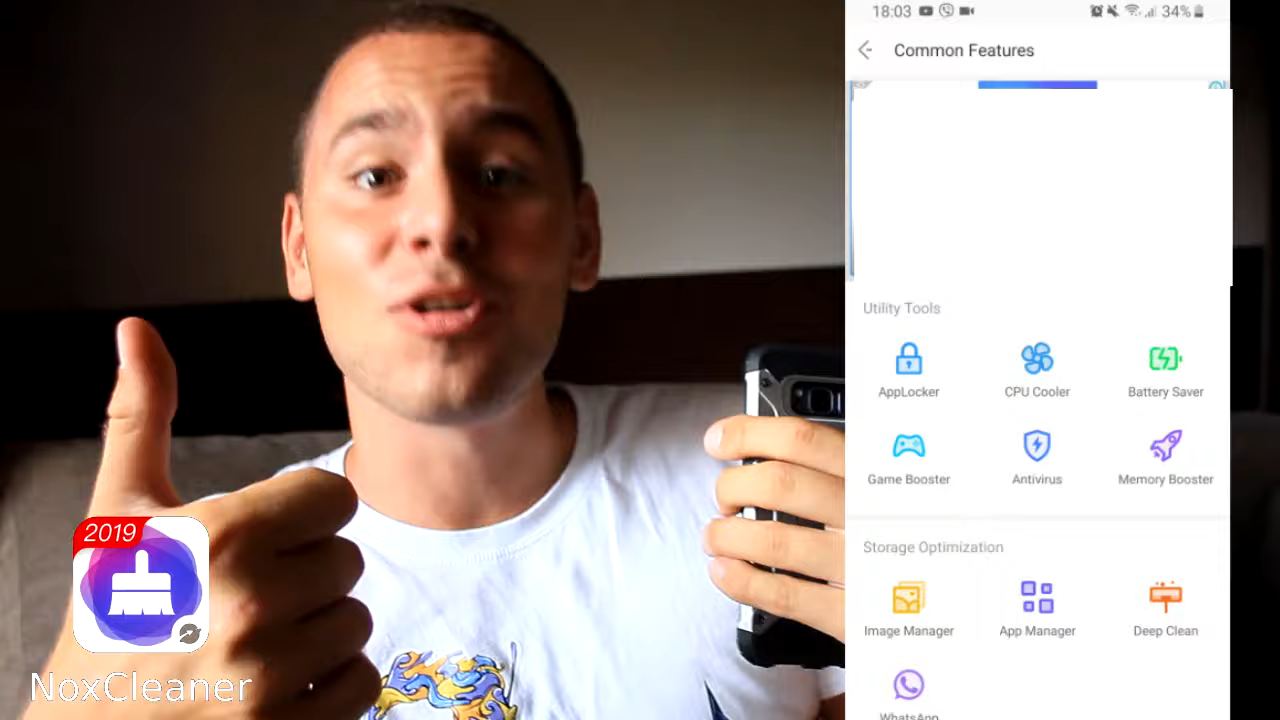 18:03
34%
Common Features
Utility Tools
AppLocker
CPU Cooler
Battery Saver
Game Booster
Antivirus
Memory Booster
Storage Optimization
Image Manager
App Manager
Deep Clean
WhatsApp
2019
NoxCleaner